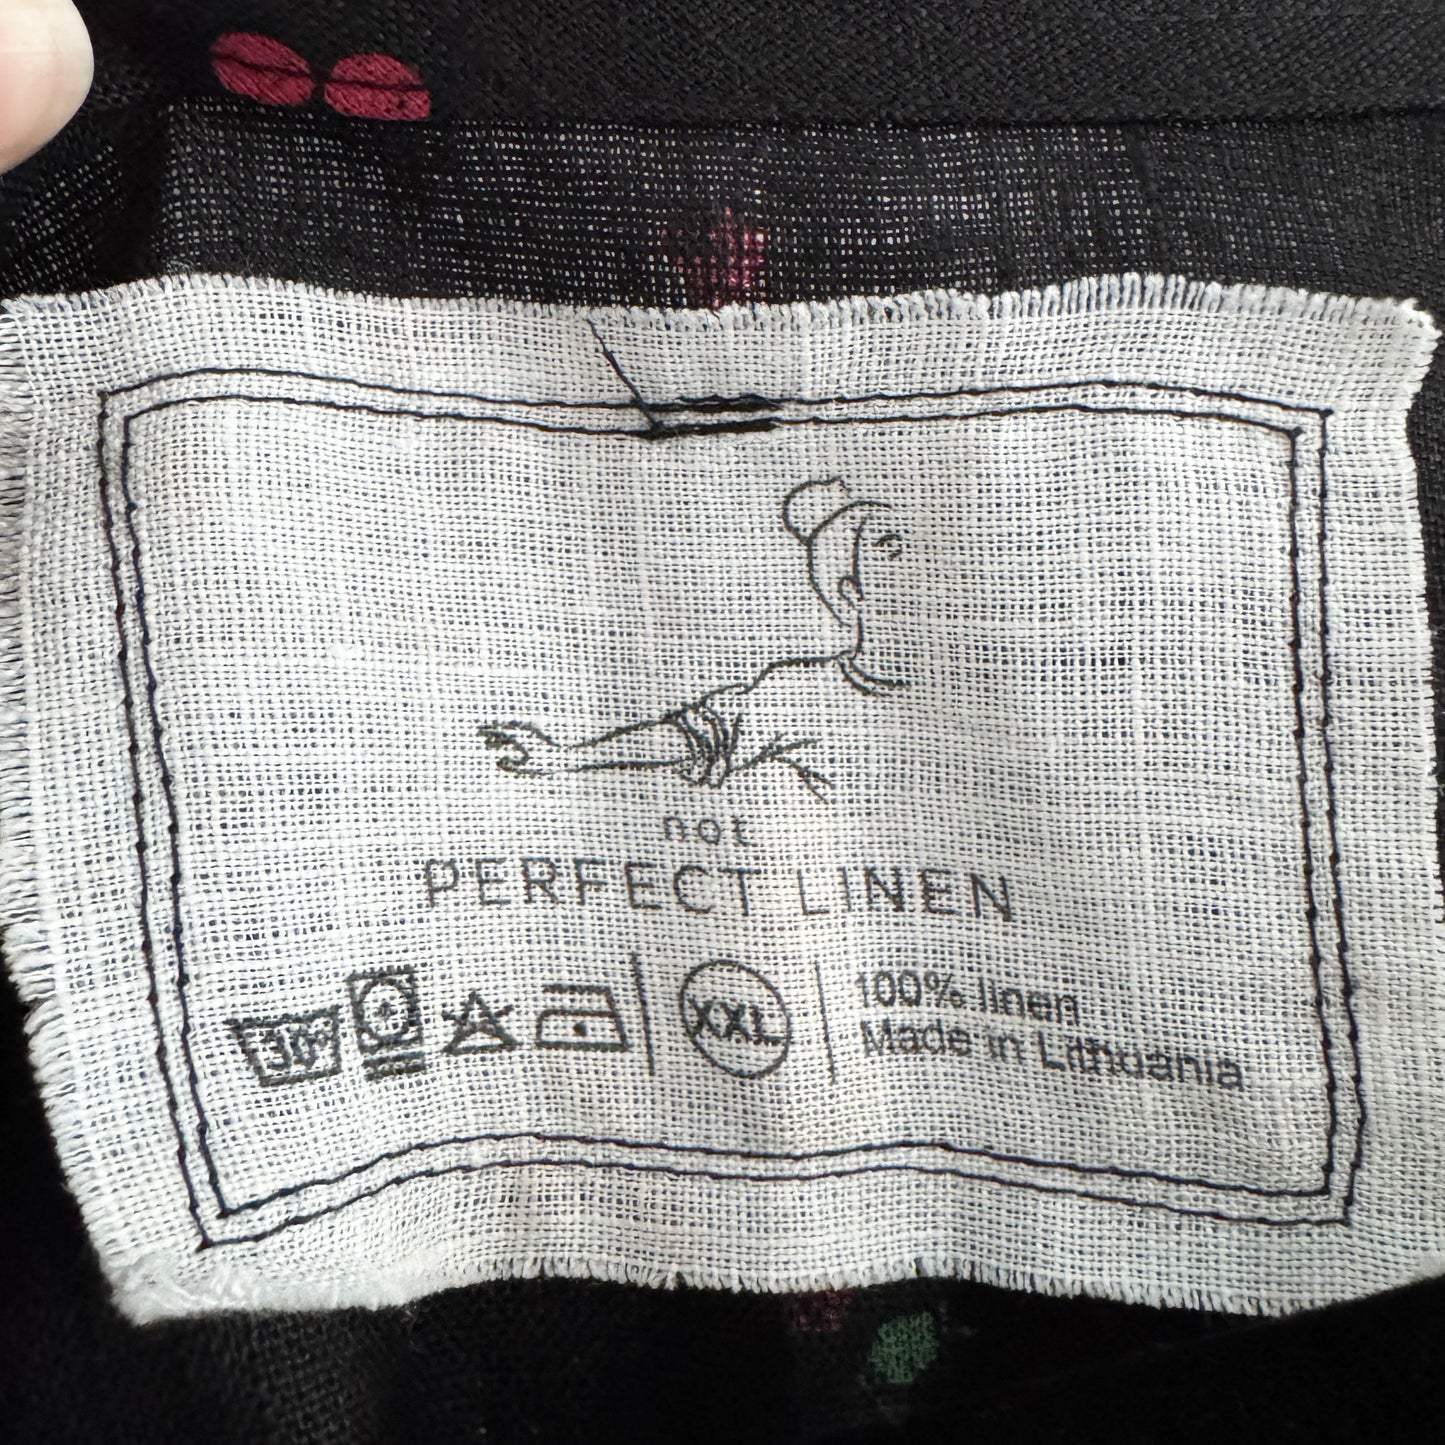 not
PERFECT LINEN
30° XXL 100% linen
Made in Lithuania